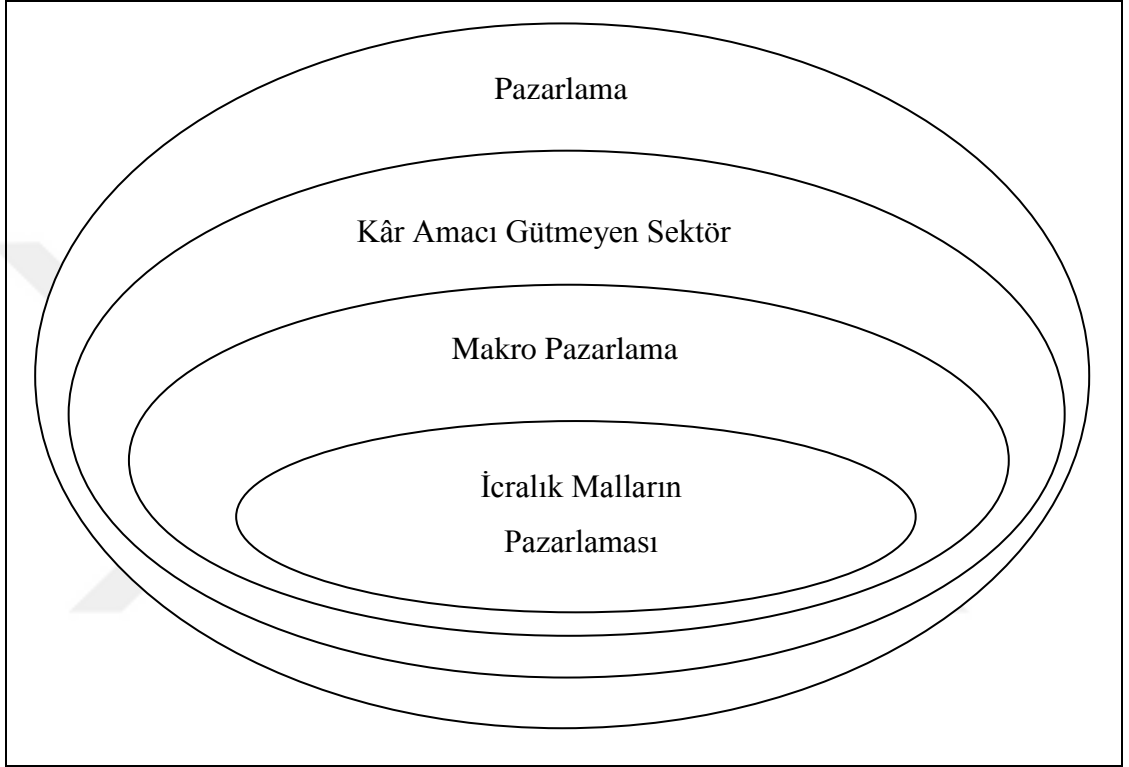 Pazarlama
Kâr Amacı Gütmeyen Sektör
Makro Pazarlama
İcralık Malların
Pazarlaması